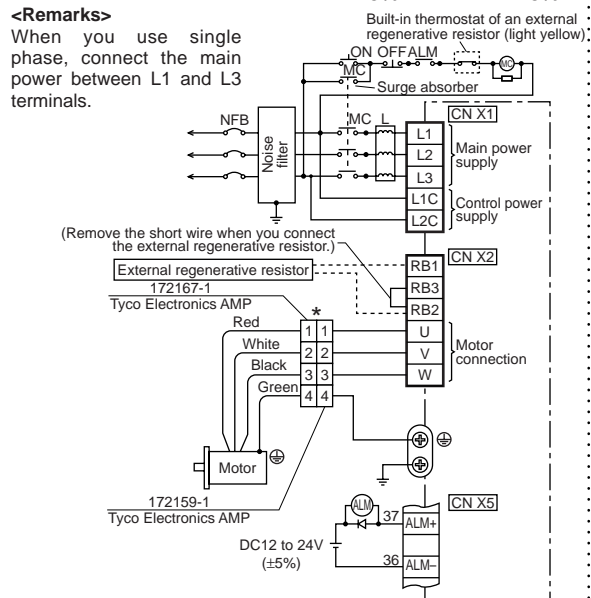 <Remarks>
When you use single
phase, connect the main
power between L1 and L3
terminals.
Built-in thermostat of an external
regenerative resistor (light yellow)
ON OFF ALM
MC
MC
Surge absorber
NFB
Noise
filter
MC L
CN X1
L1
L2
L3
L1C
L2C
Main power
supply
Control power
supply
(Remove the short wire when you connect
the external regenerative resistor.)
External regenerative resistor
CN X2
RB1
RB3
RB2
U
V
W
Motor
connection
172167-1
Tyco Electronics AMP
*
Red
White
Black
Green
1 1
2 2
3 3
4 4
Motor
172159-1
Tyco Electronics AMP
CN X5
ALM
37
ALM+
DC12 to 24V
(±5%)
36
ALM–